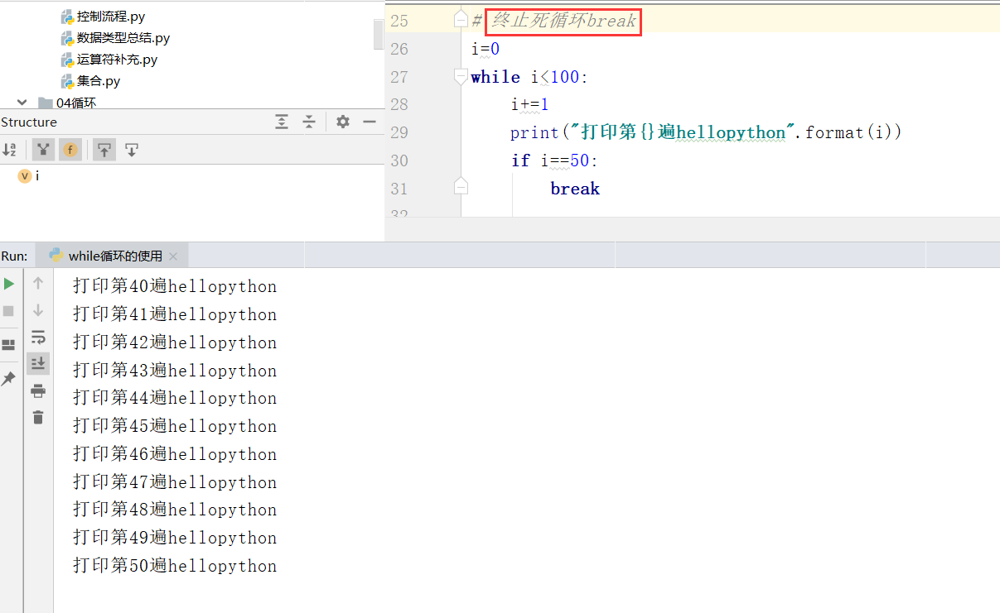 控制流程.py
数据类型总结.py
运算符补充.py
集合.py
04循环
Structure
i
25 # 终止死循环break
26 i=0
27 while i<100:
28 i+=1
29 print("打印第{}遍hellopython".format(i))
30 if i==50:
31 break
32
Run: while循环的使用
打印第40遍hellopython
打印第41遍hellopython
打印第42遍hellopython
打印第43遍hellopython
打印第44遍hellopython
打印第45遍hellopython
打印第46遍hellopython
打印第47遍hellopython
打印第48遍hellopython
打印第49遍hellopython
打印第50遍hellopython